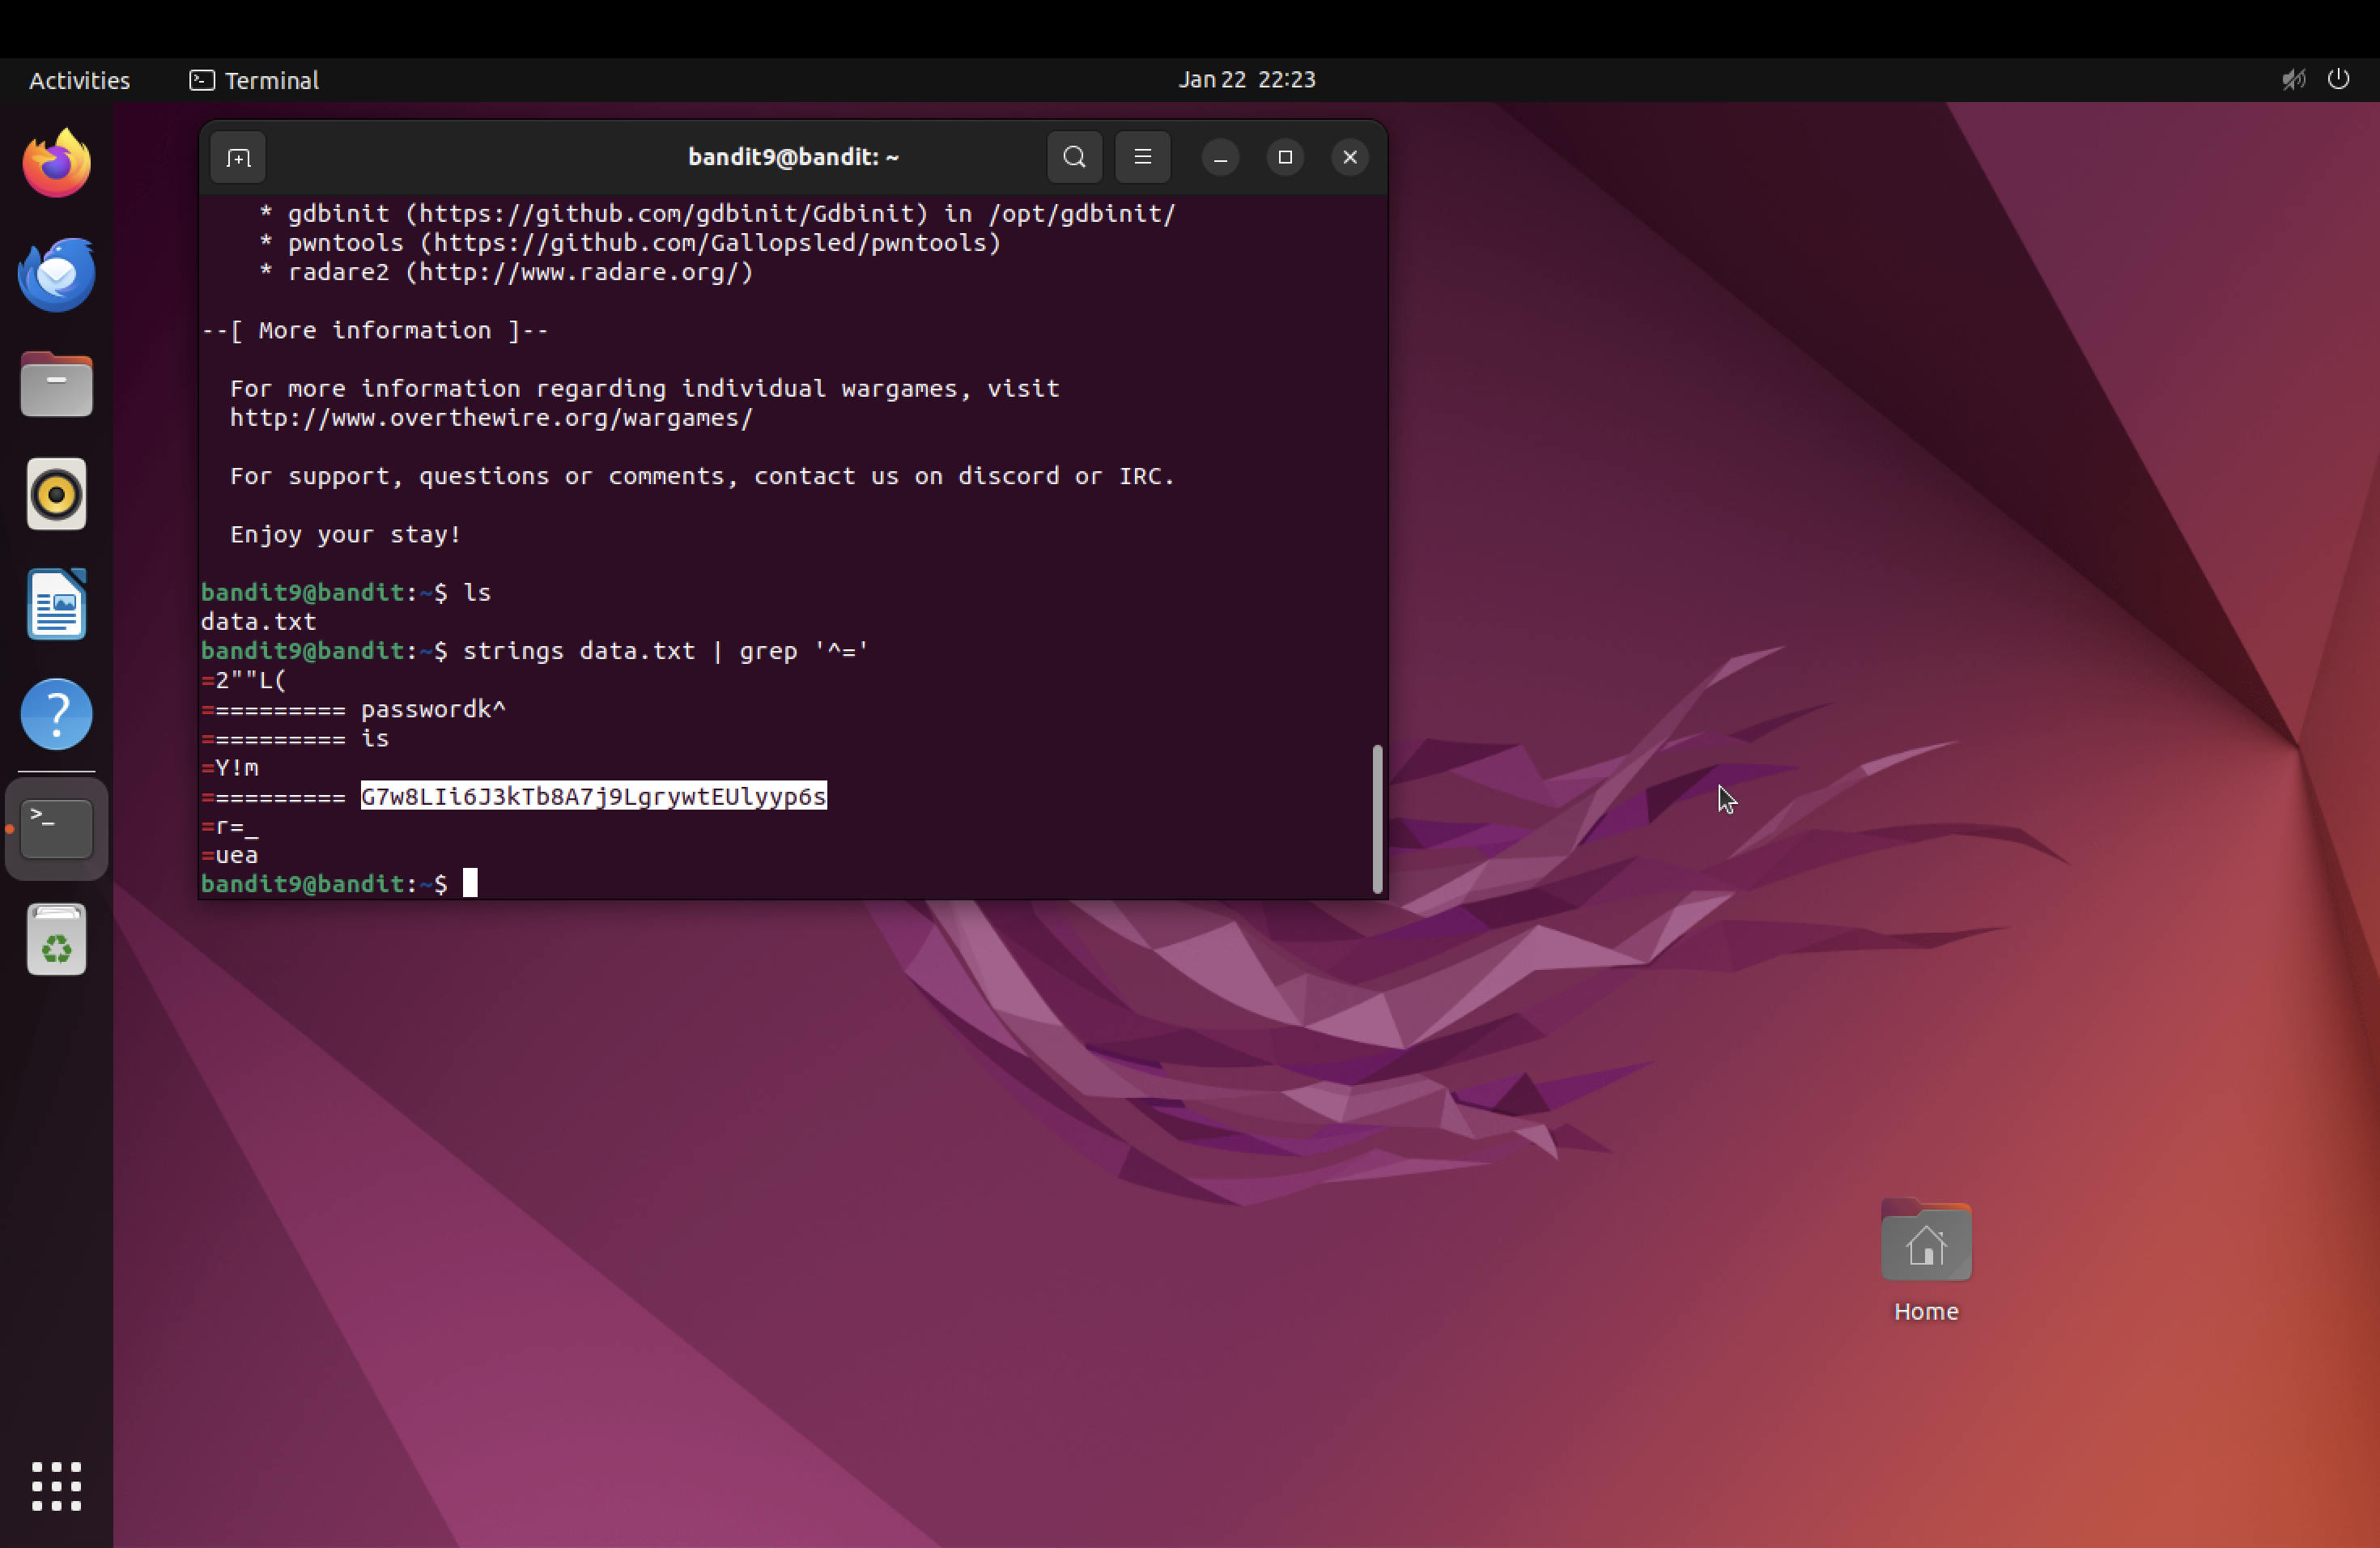 Activities Terminal Jan 22 22:23
bandit9@bandit: ~
* gdbinit (https://github.com/gdbinit/Gdbinit) in /opt/gdbinit/
* pwntools (https://github.com/Gallopsled/pwntools)
* radare2 (http://www.radare.org/)
--[ More information ]--
For more information regarding individual wargames, visit
http://www.overthewire.org/wargames/
For support, questions or comments, contact us on discord or IRC.
Enjoy your stay!
bandit9@bandit:~$ ls
data.txt
bandit9@bandit:~$ strings data.txt | grep '^='
=2""L(
========== passwordk^
========== is
=Y!m
========== G7w8LIi6J3kTb8A7j9LgrywtEUlyyp6s
=r=_
=uea
bandit9@bandit:~$
Home